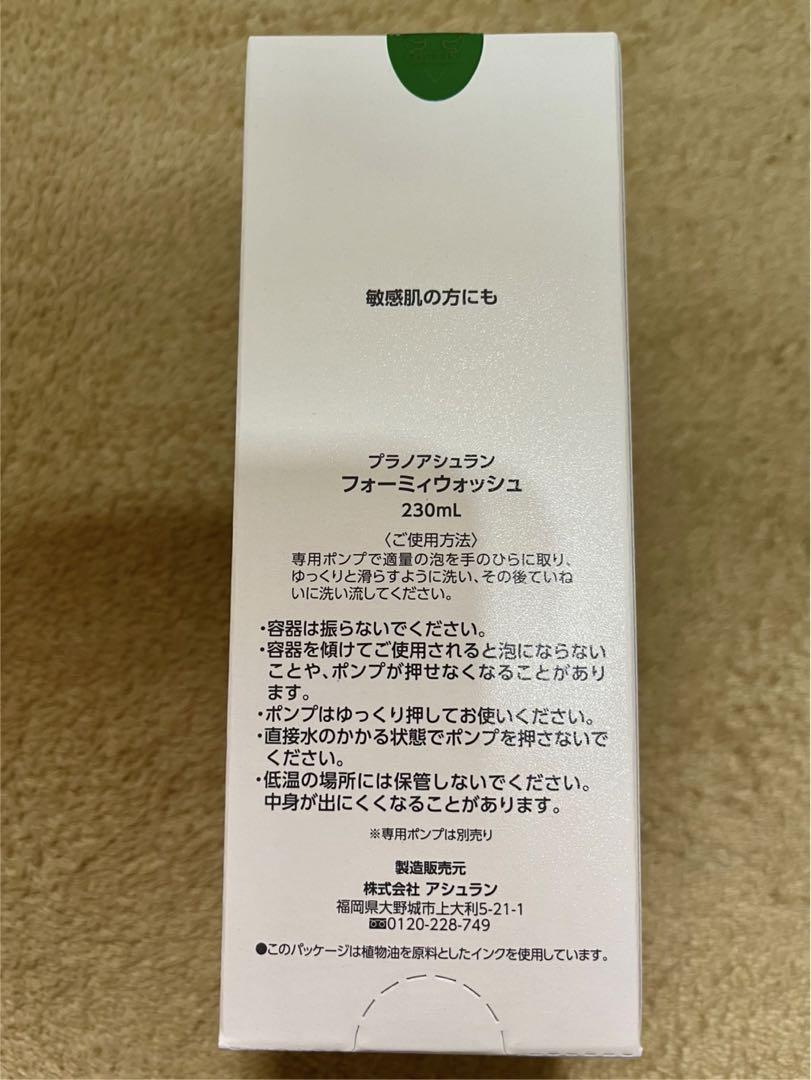 敏感肌の方にも
プラノアシュラン
フォーミィウォッシュ
230mL
〈ご使用方法〉
専用ポンプで適量の泡を手のひらに取り、
ゆっくりと滑らすように洗い、その後ていね
いに洗い流してください。
・容器は振らないでください。
・容器を傾けてご使用されると泡にならない
ことや、ポンプが押せなくなることがあり
ます。
・ポンプはゆっくり押してお使いください。
・直接水のかかる状態でポンプを押さないで
ください。
・低温の場所には保管しないでください。
中身が出にくくなることがあります。
※専用ポンプは別売り
製造販売元
株式会社 アシュラン
福岡県大野城市上大利5-21-1
0120-228-749
●このパッケージは植物油を原料としたインクを使用しています。